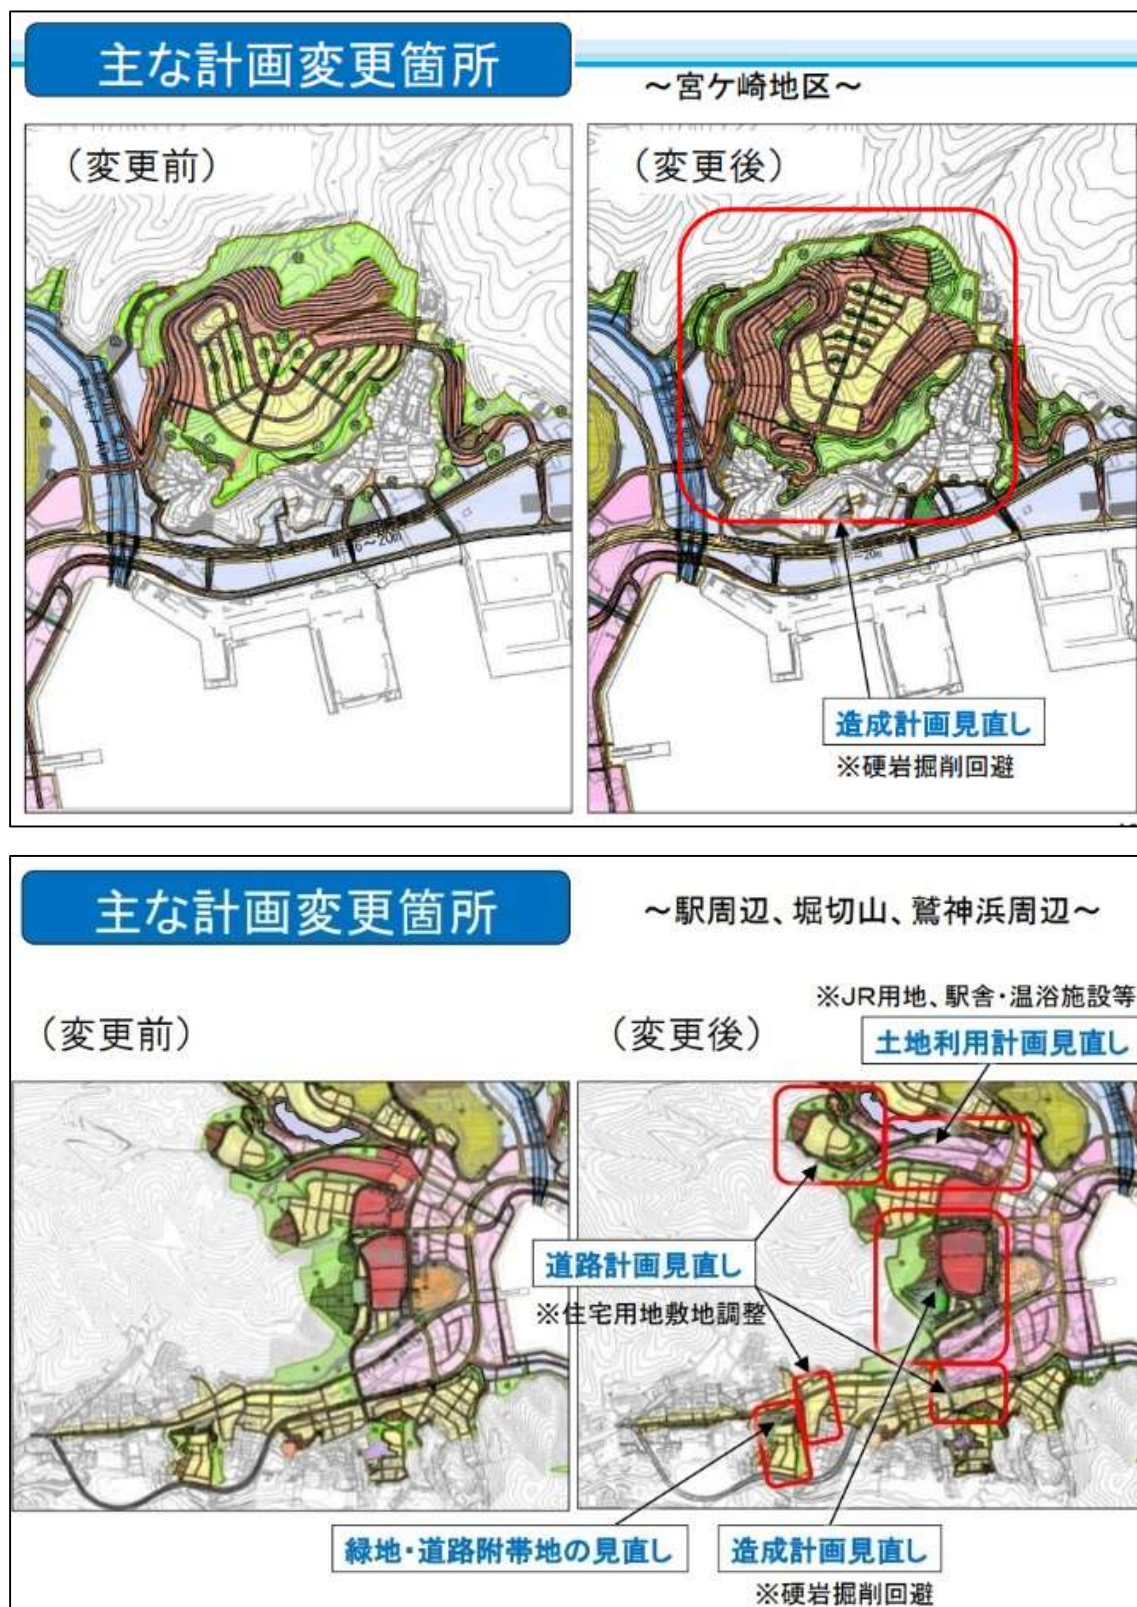 主な計画変更箇所
～宮ケ崎地区～
（変更前）
（変更後）
造成計画見直し
※硬岩掘削回避
主な計画変更箇所
～駅周辺、堀切山、鷲神浜周辺～
※JR用地、駅舎・温浴施設等
（変更前）
（変更後）
土地利用計画見直し
道路計画見直し
※住宅用地敷地調整
緑地・道路附帯地の見直し
造成計画見直し
※硬岩掘削回避